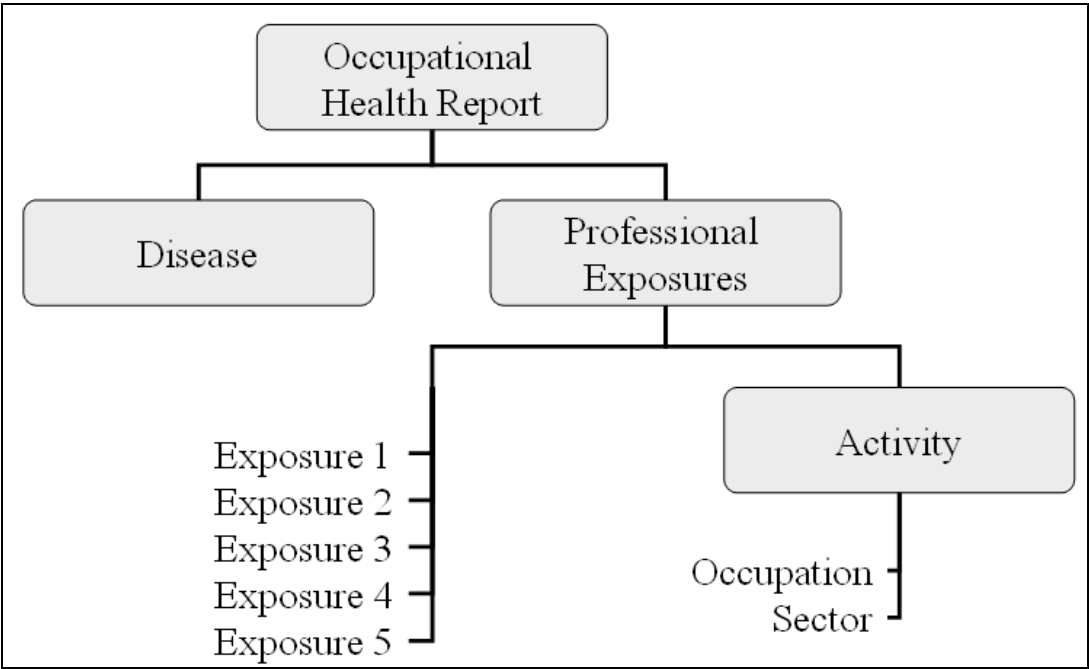 Occupational
Health Report
Disease
Professional
Exposures
Activity
Exposure 1
Exposure 2
Exposure 3
Exposure 4
Exposure 5
Occupation
Sector